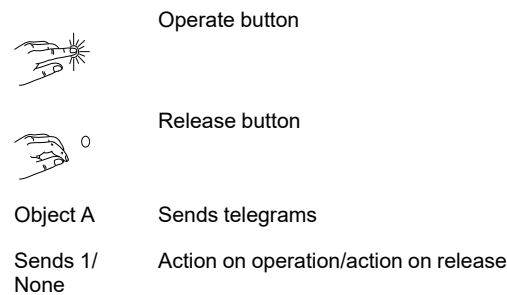 Operate button
Release button
Object A Sends telegrams
Sends 1/ Action on operation/action on release
None